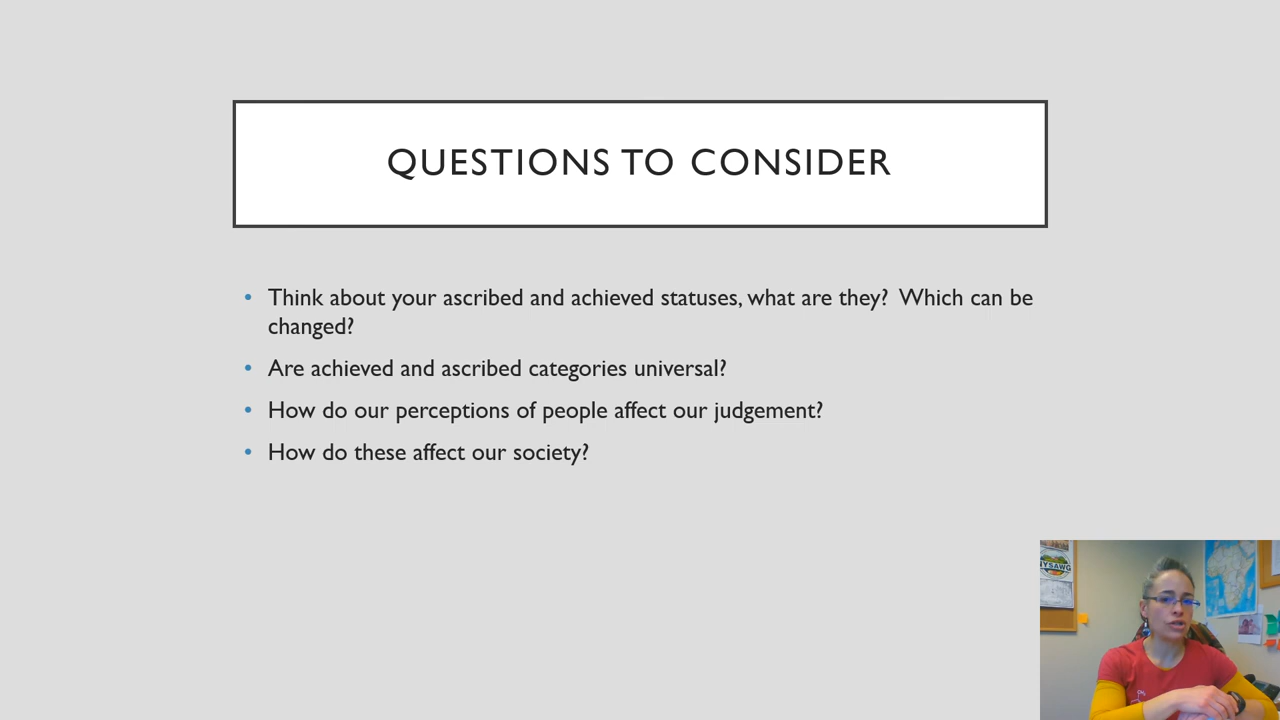 QUESTIONS TO CONSIDER
• Think about your ascribed and achieved statuses, what are they?  Which can be
changed?
• Are achieved and ascribed categories universal?
• How do our perceptions of people affect our judgement?
• How do these affect our society?
NYSAWG